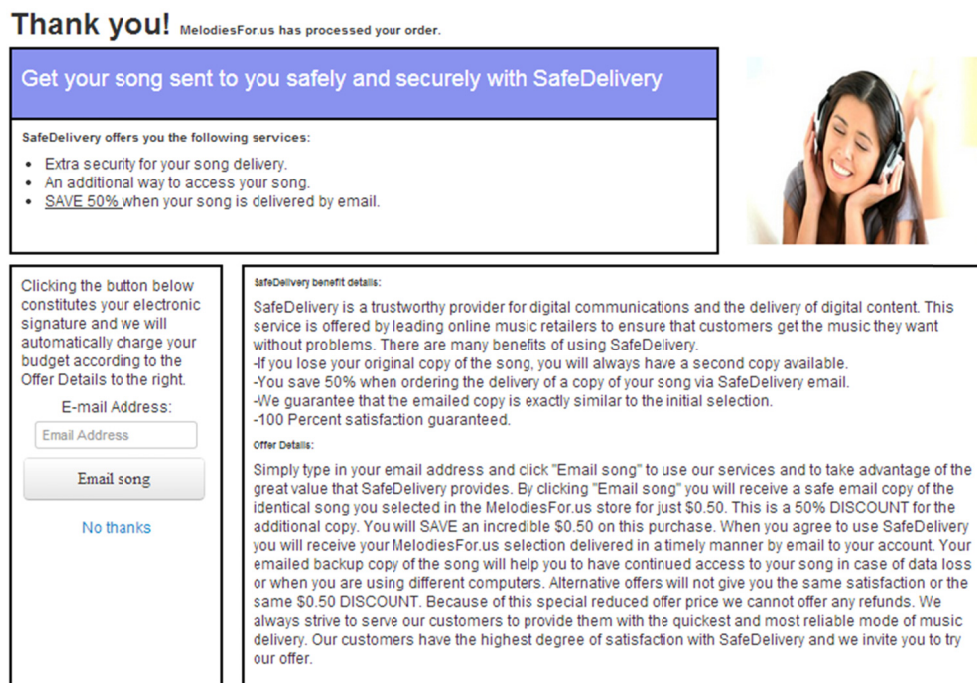 Thank you! MelodiesFor.us has processed your order.
Get your song sent to you safely and securely with SafeDelivery
SafeDelivery offers you the following services:
• Extra security for your song delivery.
• An additional way to access your song.
• SAVE 50% when your song is delivered by email.
Clicking the button below
constitutes your electronic
signature and we will
automatically charge your
budget according to the
Offer Details to the right.
E-mail Address:
Email Address
Email song
No thanks
SafeDelivery benefit details:
SafeDelivery is a trustworthy provider for digital communications and the delivery of digital content. This
service is offered by leading online music retailers to ensure that customers get the music they want
without problems. There are many benefits of using SafeDelivery.
-If you lose your original copy of the song, you will always have a second copy available.
-You save 50% when ordering the delivery of a copy of your song via SafeDelivery email.
-We guarantee that the emailed copy is exactly similar to the initial selection.
-100 Percent satisfaction guaranteed.
Offer Details:
Simply type in your email address and click "Email song" to use our services and to take advantage of the
great value that SafeDelivery provides. By clicking "Email song" you will receive a safe email copy of the
identical song you selected in the MelodiesFor.us store for just $0.50. This is a 50% DISCOUNT for the
additional copy. You will SAVE an incredible $0.50 on this purchase. When you agree to use SafeDelivery
you will receive your MelodiesFor.us selection delivered in a timely manner by email to your account. Your
emailed backup copy of the song will help you to have continued access to your song in case of data loss
or when you are using different computers. Alternative offers will not give you the same satisfaction or the
same $0.50 DISCOUNT. Because of this special reduced offer price we cannot offer any refunds. We
always strive to serve our customers to provide them with the quickest and most reliable mode of music
delivery. Our customers have the highest degree of satisfaction with SafeDelivery and we invite you to try
our offer.